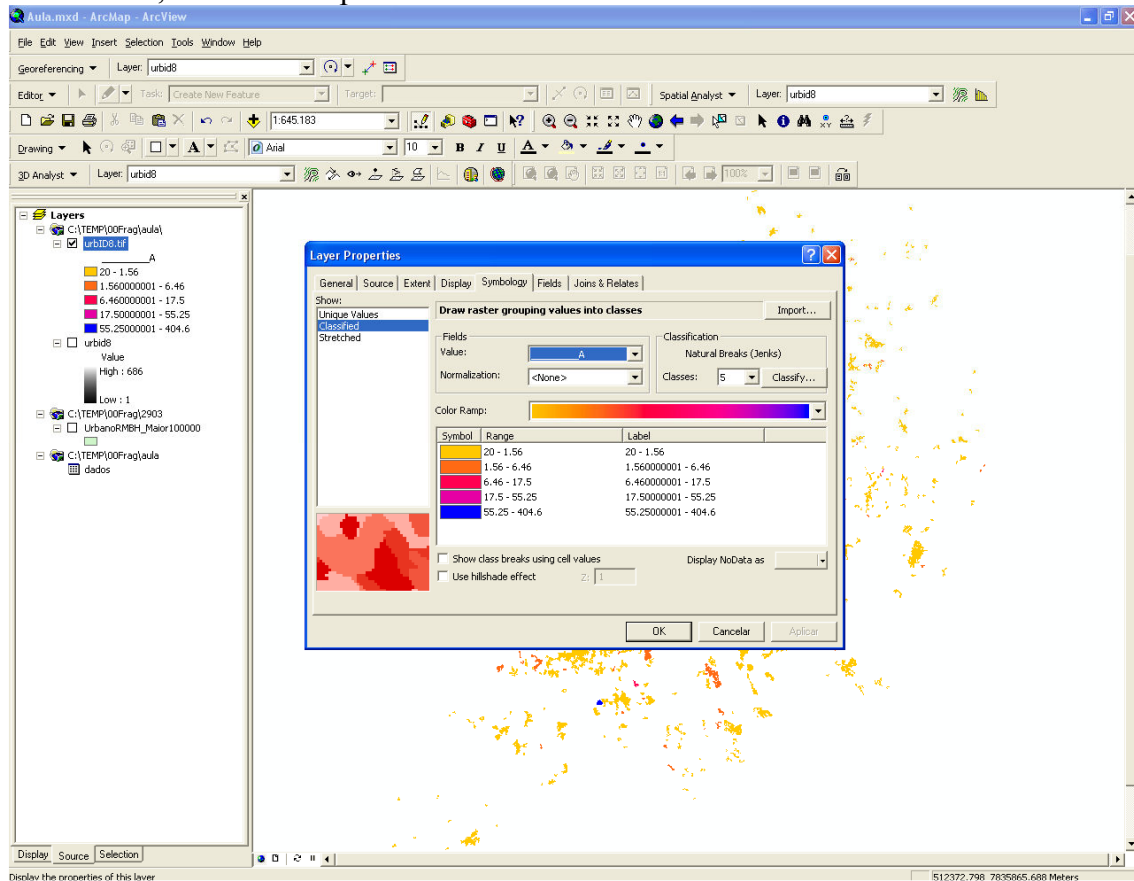 Aula.mxd - ArcMap - ArcView
File Edit View Insert Selection Tools Window Help
Georeferencing Layer: urbid8
Editor Task: Create New Feature Target: Spatial Analyst Layer: urbid8
1:645.183
Drawing A Arial 10 B I U A
3D Analyst Layer: urbid8 100%
Layers
C:\TEMP\00Frag\aula\
urbID8.tif
_______A
20 - 1.56
1.560000001 - 6.46
6.460000001 - 17.5
17.50000001 - 55.25
55.25000001 - 404.6
urbid8
Value
High : 686
Low : 1
C:\TEMP\00Frag\2903
UrbanoRMBH_Maior100000
C:\TEMP\00Frag\aula
dados
Layer Properties
General Source Extent Display Symbology Fields Joins & Relates
Show:
Unique Values
Classified
Stretched
Draw raster grouping values into classes Import...
Fields
Value: _______A
Normalization: <None>
Classification
Natural Breaks (Jenks)
Classes: 5 Classify...
Color Ramp:
Symbol Range Label
20 - 1.56 20 - 1.56
1.56 - 6.46 1.560000001 - 6.46
6.46 - 17.5 6.460000001 - 17.5
17.5 - 55.25 17.50000001 - 55.25
55.25 - 404.6 55.25000001 - 404.6
Show class breaks using cell values Display NoData as
Use hillshade effect Z: 1
OK Cancelar Aplicar
Display Source Selection
Display the properties of this layer 512372.798 7835865.688 Meters